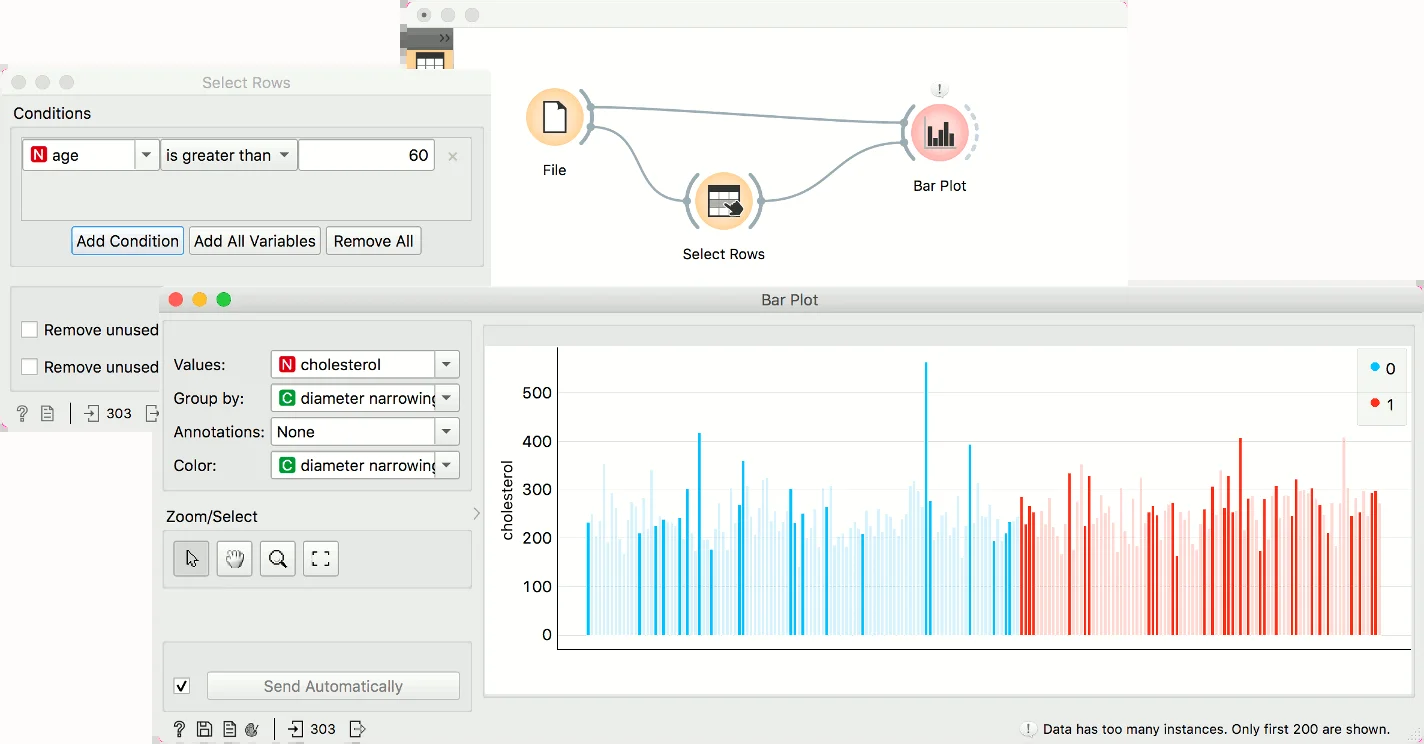 Select Rows
Conditions
N age
is greater than
60
Add Condition
Add All Variables
Remove All
Remove unused
Remove unused
303
File
Select Rows
!
Bar Plot
Bar Plot
Values:
N cholesterol
Group by:
C diameter narrowing
Annotations:
None
Color:
C diameter narrowing
Zoom/Select
Send Automatically
? 303
cholesterol
500
400
300
200
100
0
0
1
! Data has too many instances. Only first 200 are shown.